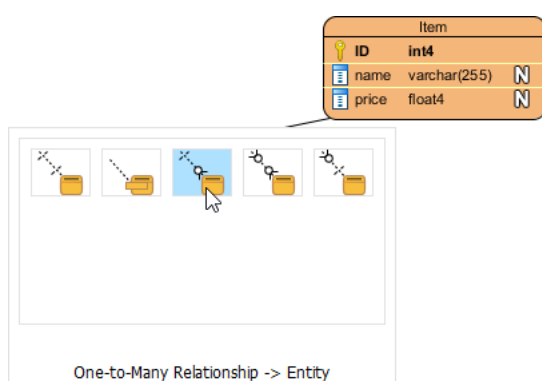 Item
ID int4
name varchar(255) N
price float4 N
One-to-Many Relationship -> Entity